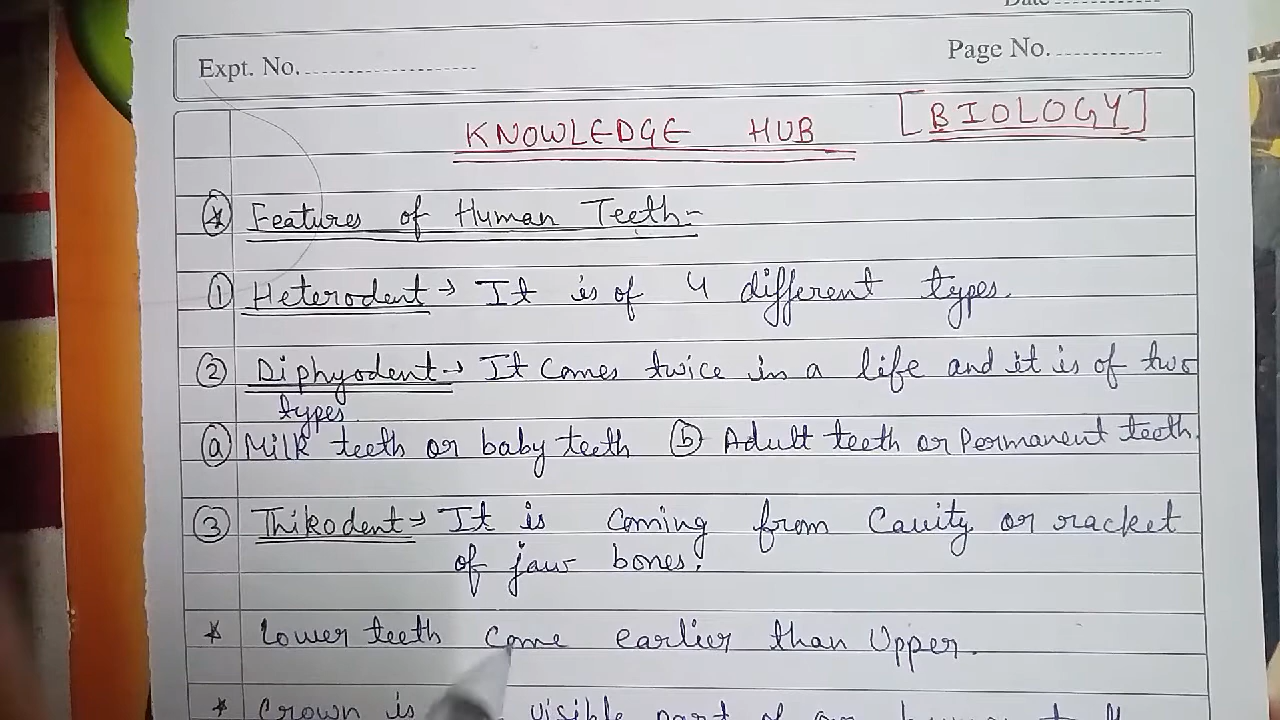 Date
Expt. No.
Page No.
KNOWLEDGE HUB [BIOLOGY]
* Features of Human Teeth-
1 Heterodent → It is of 4 different types.
2 Diphyodent → It Comes twice in a life and it is of two
types.
a Milk teeth or baby teeth b Adult teeth or Permanent teeth.
3 Thikodent → It is Coming from Cavity or racket
of jaw bones.
* Lower teeth Come earlier than Upper.
* Crown is visible part of